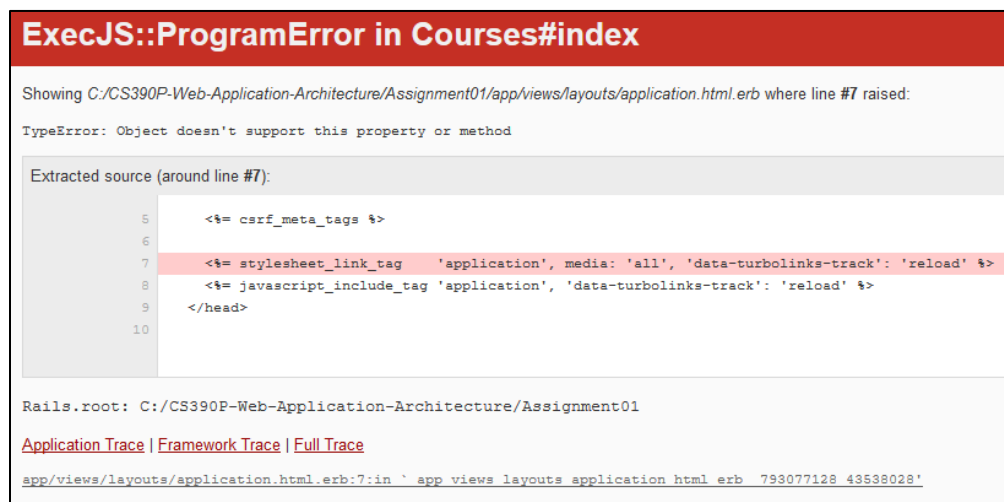 ExecJS::ProgramError in Courses#index
Showing C:/CS390P-Web-Application-Architecture/Assignment01/app/views/layouts/application.html.erb where line #7 raised:
TypeError: Object doesn't support this property or method
Extracted source (around line #7):
5 <%= csrf_meta_tags %>
6
7 <%= stylesheet_link_tag    'application', media: 'all', 'data-turbolinks-track': 'reload' %>
8 <%= javascript_include_tag 'application', 'data-turbolinks-track': 'reload' %>
9 </head>
10
Rails.root: C:/CS390P-Web-Application-Architecture/Assignment01
Application Trace | Framework Trace | Full Trace
app/views/layouts/application.html.erb:7:in `_app_views_layouts_application_html_erb__793077128_43538028'